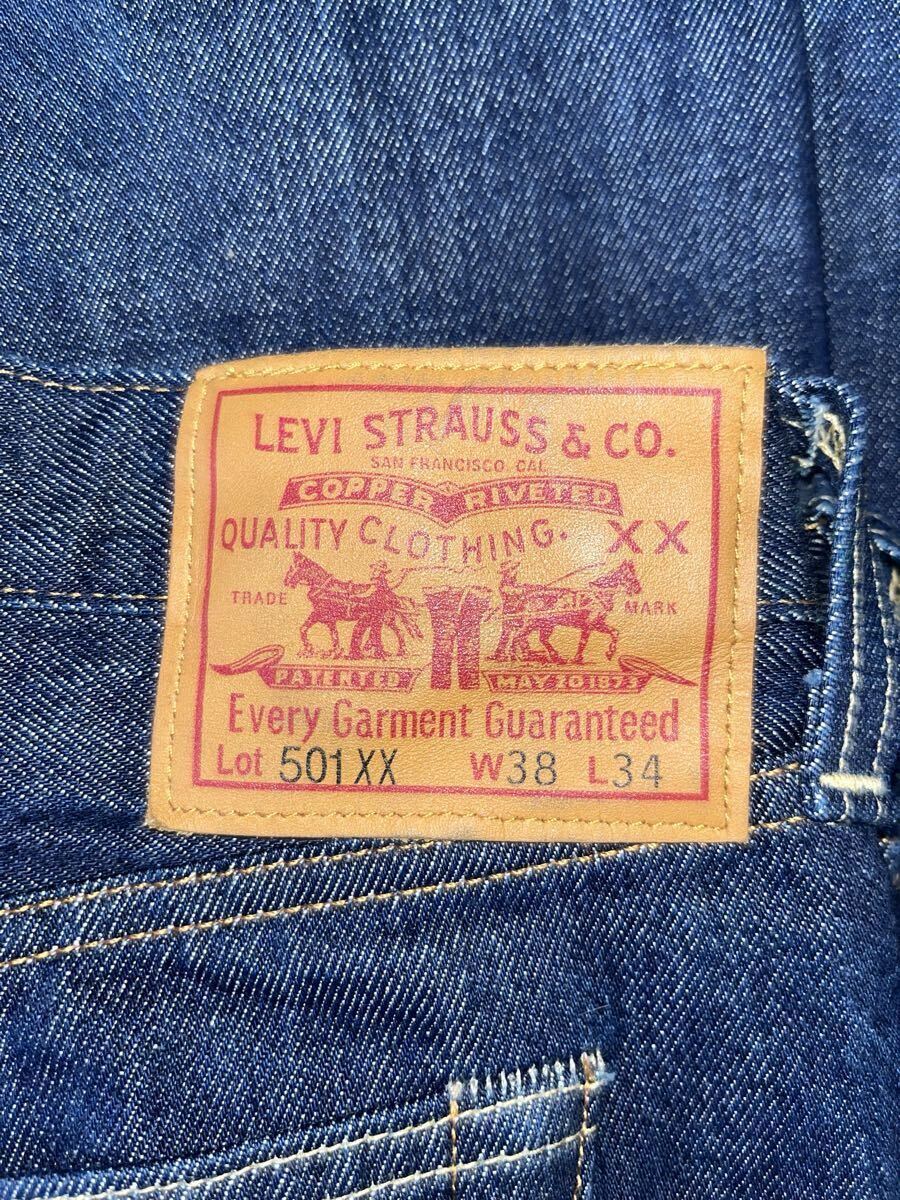 LEVI STRAUSS & CO.
SAN FRANCISCO, CAL
COPPER RIVETED
QUALITY CLOTHING. XX
TRADE MARK
PATENTED MAY 20 1873
Every Garment Guaranteed
Lot 501XX W38 L34